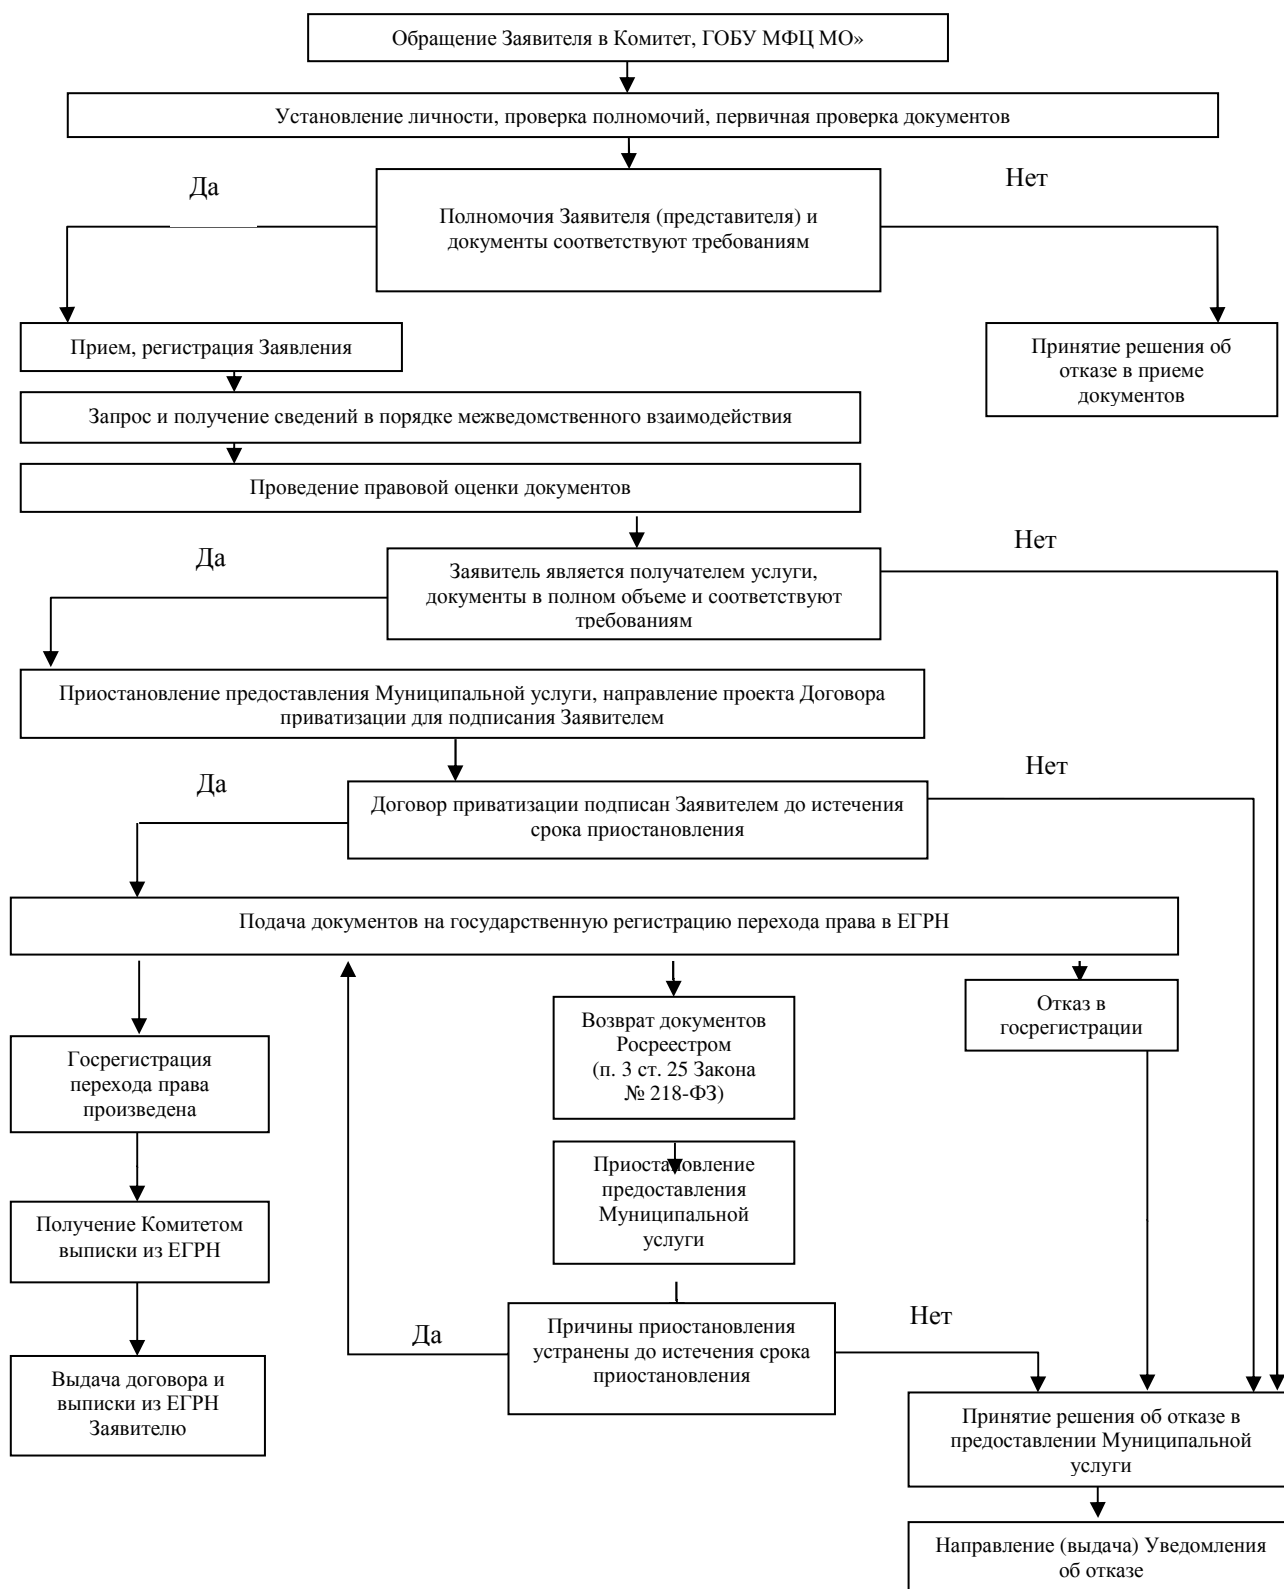 Обращение Заявителя в Комитет, ГОБУ МФЦ МО»
Установление личности, проверка полномочий, первичная проверка документов
Да
Нет
Полномочия Заявителя (представителя) и
документы соответствуют требованиям
Прием, регистрация Заявления
Принятие решения об
отказе в приеме
документов
Запрос и получение сведений в порядке межведомственного взаимодействия
Проведение правовой оценки документов
Да
Нет
Заявитель является получателем услуги,
документы в полном объеме и соответствуют
требованиям
Приостановление предоставления Муниципальной услуги, направление проекта Договора
приватизации для подписания Заявителем
Да
Нет
Договор приватизации подписан Заявителем до истечения
срока приостановления
Подача документов на государственную регистрацию перехода права в ЕГРН
Госрегистрация
перехода права
произведена
Возврат документов
Росреестром
(п. 3 ст. 25 Закона
№ 218-ФЗ)
Отказ в
госрегистрации
Приостановление
предоставления
Муниципальной
услуги
Получение Комитетом
выписки из ЕГРН
Да
Нет
Причины приостановления
устранены до истечения срока
приостановления
Выдача договора и
выписки из ЕГРН
Заявителю
Принятие решения об отказе в
предоставлении Муниципальной
услуги
Направление (выдача) Уведомления
об отказе